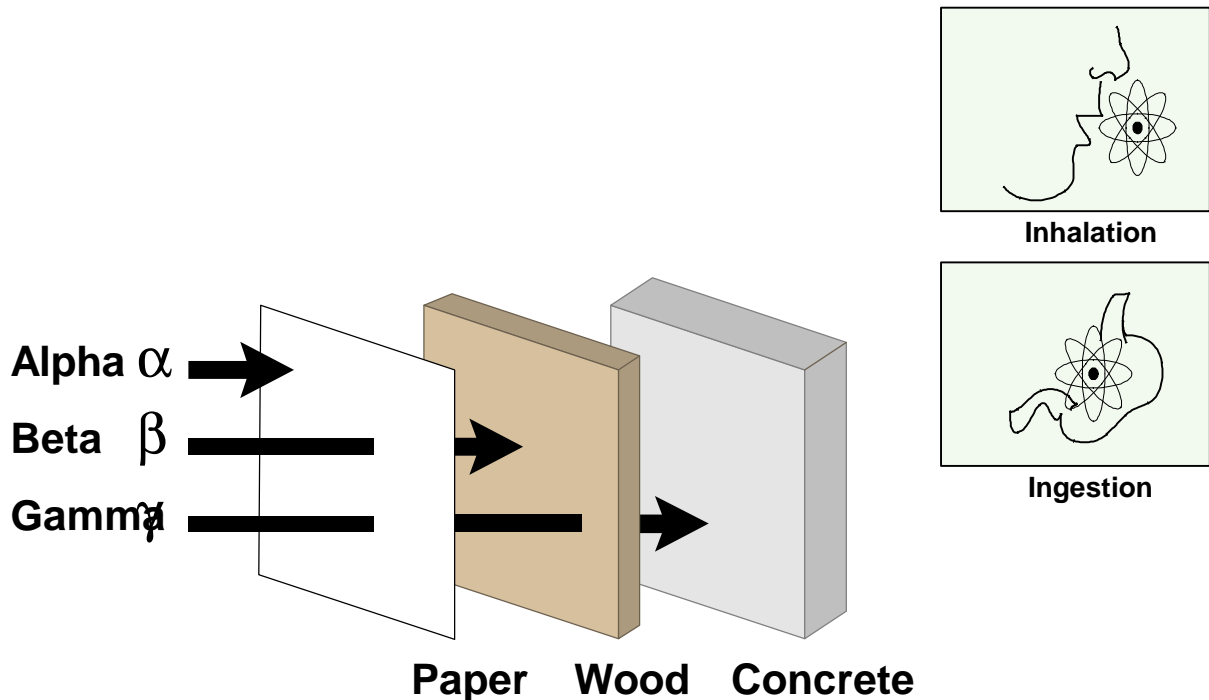 Inhalation
Alpha α
Beta β
Gamma γ
Ingestion
Paper Wood Concrete